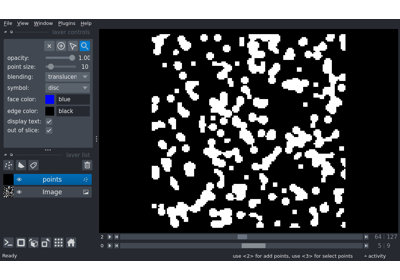 File View Window Plugins Help
layer controls
opacity: 1.00
point size: 10
blending: translucen
symbol: disc
face color: blue
edge color: black
display text:
out of slice:
layer list
points
Image
2 64 127
0 5 9
Ready use <2> for add points, use <3> for select points activity